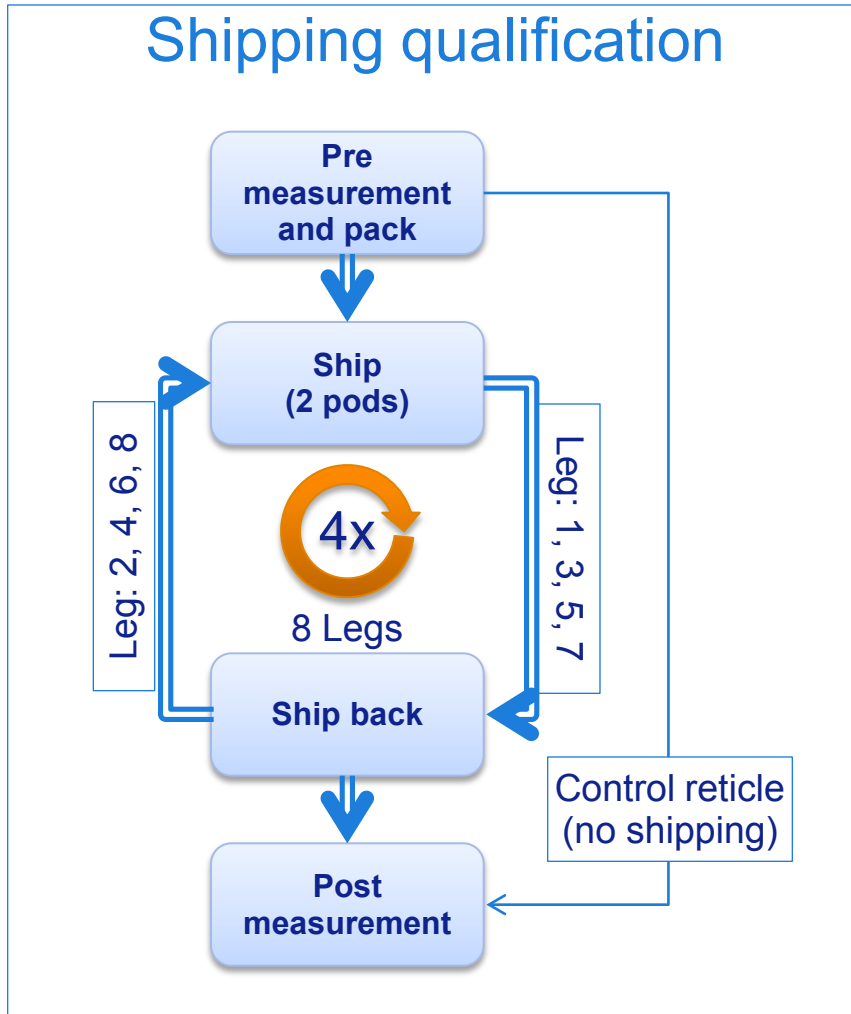 Shipping qualification
Pre
measurement
and pack
Ship
(2 pods)
Leg: 2, 4, 6, 8
4x
8 Legs
Leg: 1, 3, 5, 7
Ship back
Control reticle
(no shipping)
Post
measurement